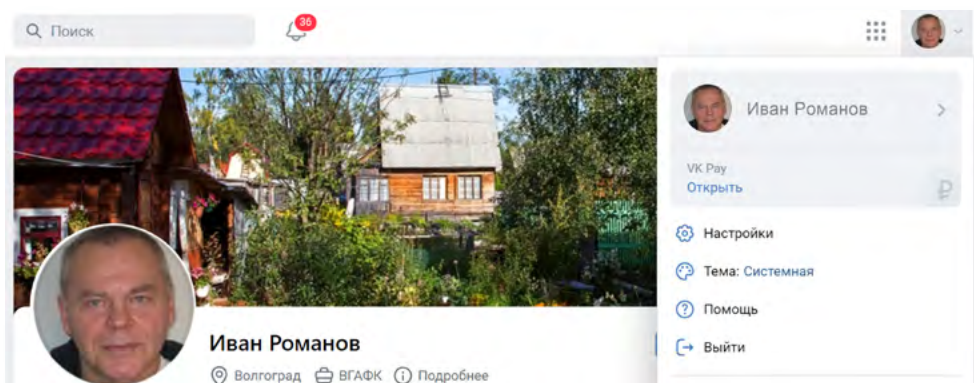 Поиск
36
Иван Романов
VK Pay
Открыть
₽
Настройки
Тема: Системная
Помощь
Выйти
Иван Романов
Волгоград ВГАФК Подробнее